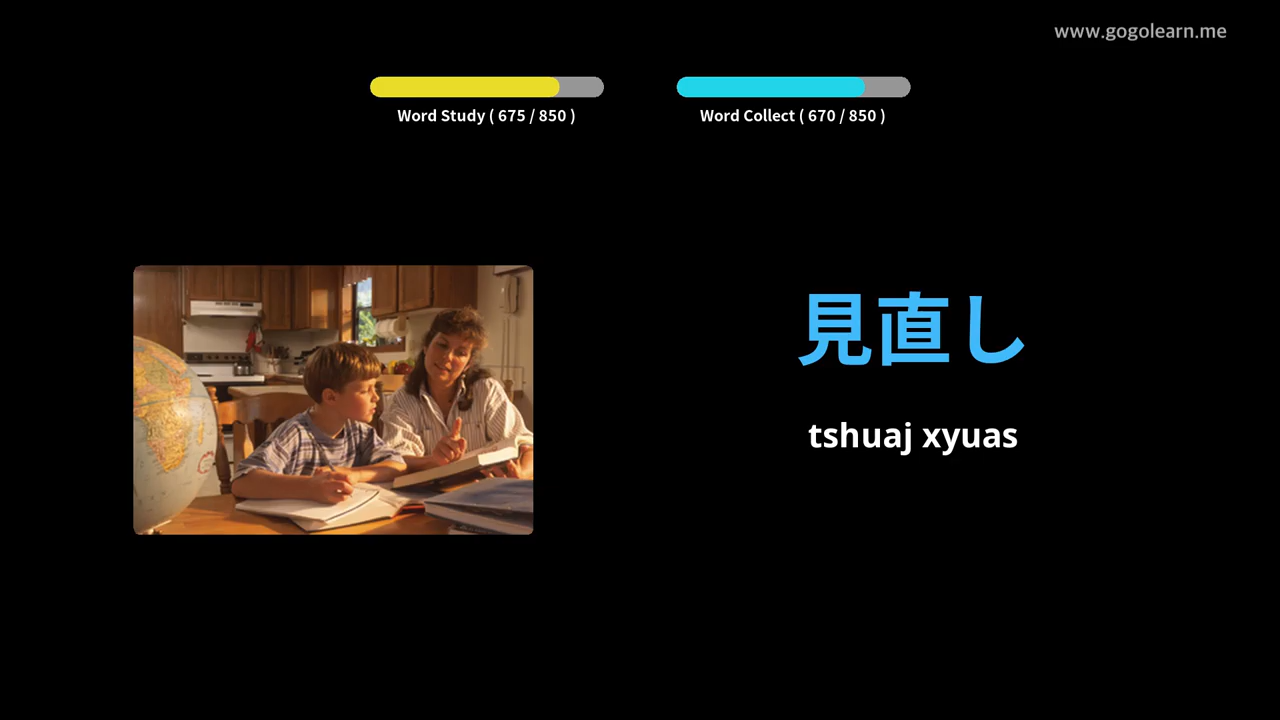 www.gogolearn.me
Word Study ( 675 / 850 )
Word Collect ( 670 / 850 )
見直し
tshuaj xyuas